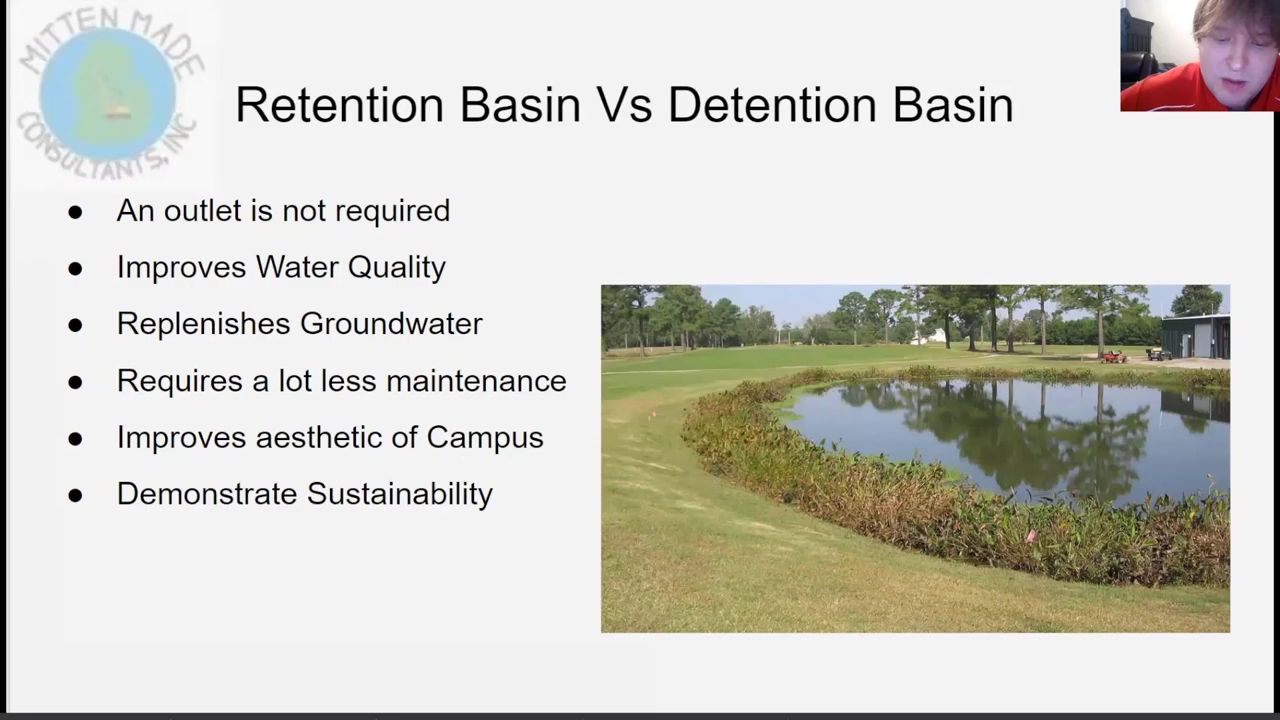 MITTEN MADE
CONSULTANTS, INC
Retention Basin Vs Detention Basin
● An outlet is not required
● Improves Water Quality
● Replenishes Groundwater
● Requires a lot less maintenance
● Improves aesthetic of Campus
● Demonstrate Sustainability